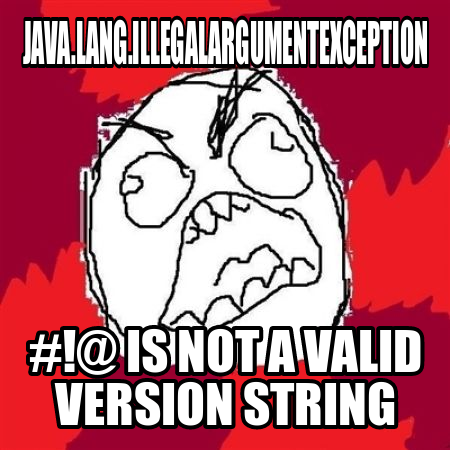 JAVA.LANG.ILLEGALARGUMENTEXCEPTION
#!@ IS NOT A VALID
VERSION STRING